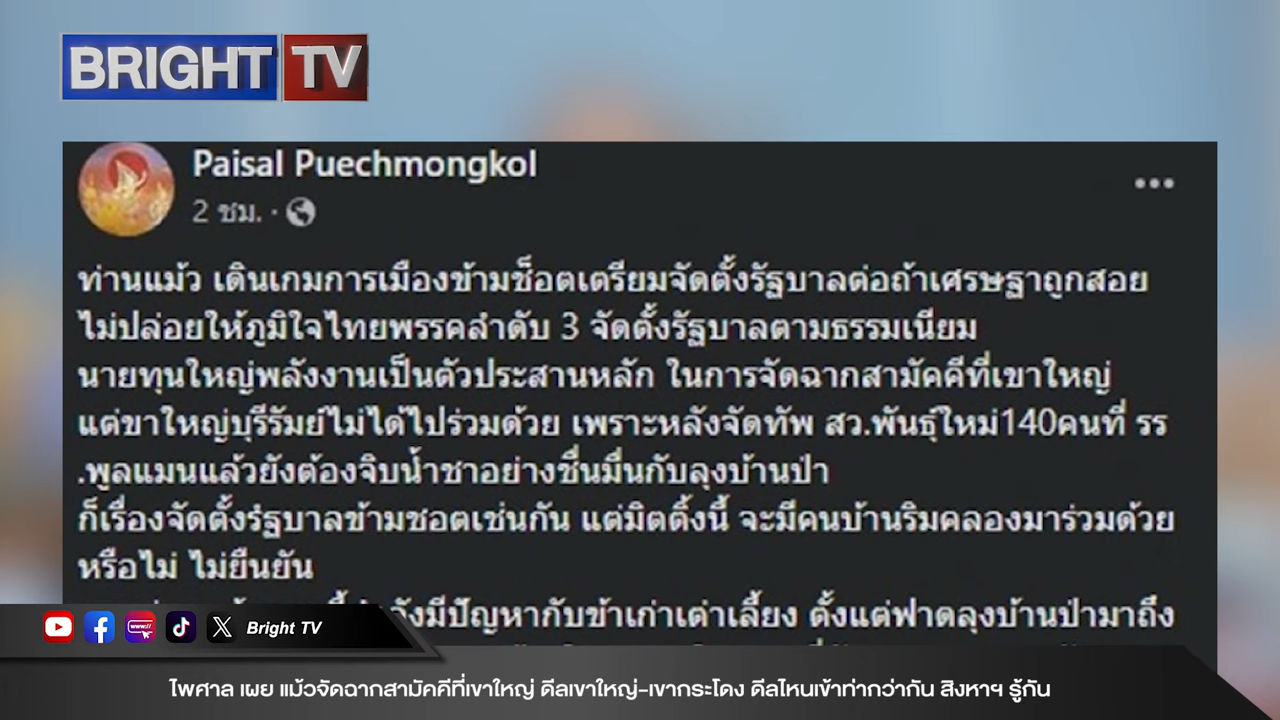 BRIGHT TV
Paisal Puechmongkol
2 ชม. ·
ท่านแม้ว เดินเกมการเมืองข้ามช็อตเตรียมจัดตั้งรัฐบาลต่อถ้าเศรษฐาถูกสอย
ไม่ปล่อยให้ภูมิใจไทยพรรคลำดับ 3 จัดตั้งรัฐบาลตามธรรมเนียม
นายทุนใหญ่พลังงานเป็นตัวประสานหลัก ในการจัดฉากสามัคคีที่เขาใหญ่
แต่ขาใหญ่บุรีรัมย์ไม่ได้ไปร่วมด้วย เพราะหลังจัดทัพ สว.พันธุ์ใหม่140คนที่ รร
.พูลแมนแล้วยังต้องจิบน้ำชาอย่างชื่นมื่นกับลุงบ้านป่า
ก็เรื่องจัดตั้งรัฐบาลข้ามชอตเช่นกัน แต่มิตติ้งนี้ จะมีคนบ้านริมคลองมาร่วมด้วย
หรือไม่ ไม่ยืนยัน
ปัญหากับข้าเก่าเต่าเลี้ยง ตั้งแต่ฟาดลุงบ้านป่ามาถึง
www.//
Bright TV
ไพศาล เผย แม้วจัดฉากสามัคคีที่เขาใหญ่ ดีลเขาใหญ่-เขากระโดง ดีลไหนเข้าท่ากว่ากัน สิงหาฯ รู้กัน